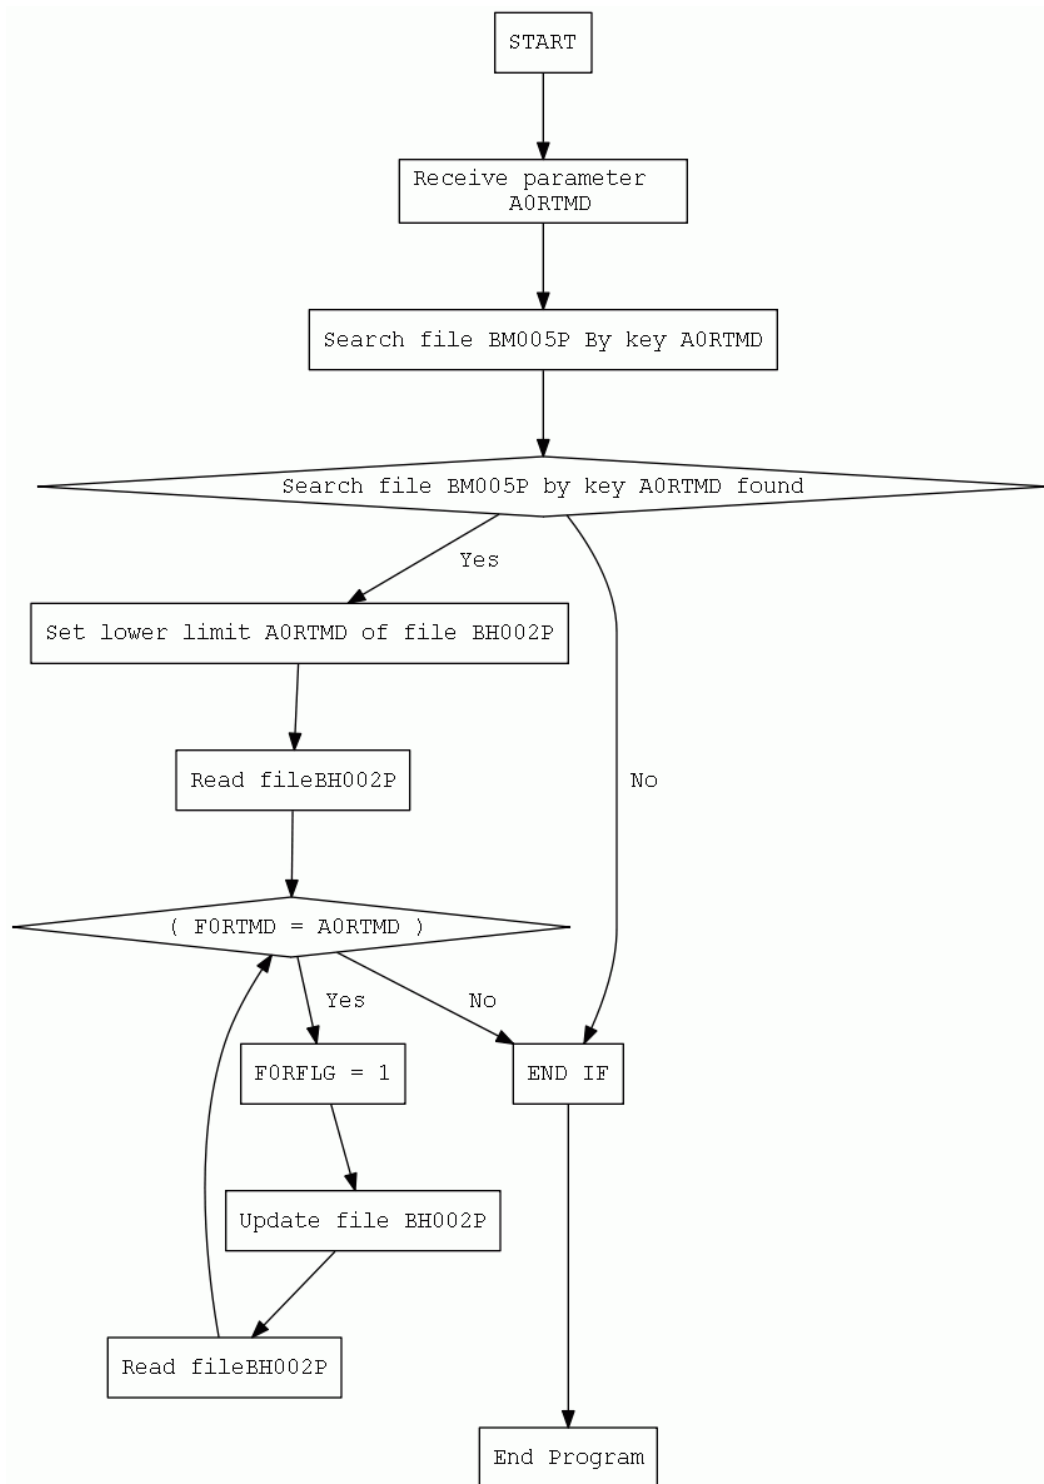 START
Receive parameter
A0RTMD
Search file BM005P By key A0RTMD
Search file BM005P by key A0RTMD found
Yes
Set lower limit A0RTMD of file BH002P
Read fileBH002P
No
( F0RTMD = A0RTMD )
Yes
No
F0RFLG = 1
END IF
Update file BH002P
Read fileBH002P
End Program